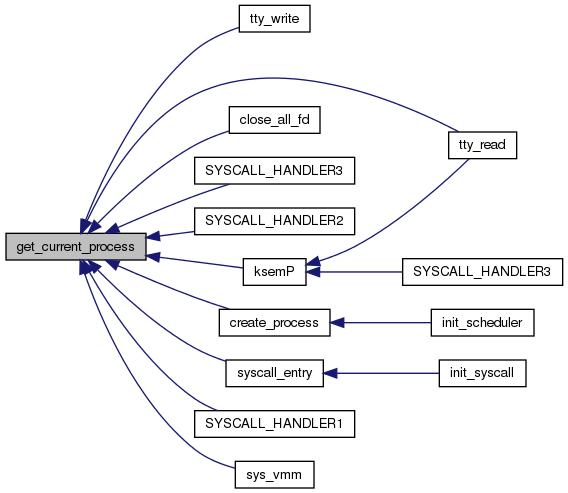 tty_write
close_all_fd
tty_read
SYSCALL_HANDLER3
SYSCALL_HANDLER2
get_current_process
ksemP
SYSCALL_HANDLER3
create_process
init_scheduler
syscall_entry
init_syscall
SYSCALL_HANDLER1
sys_vmm